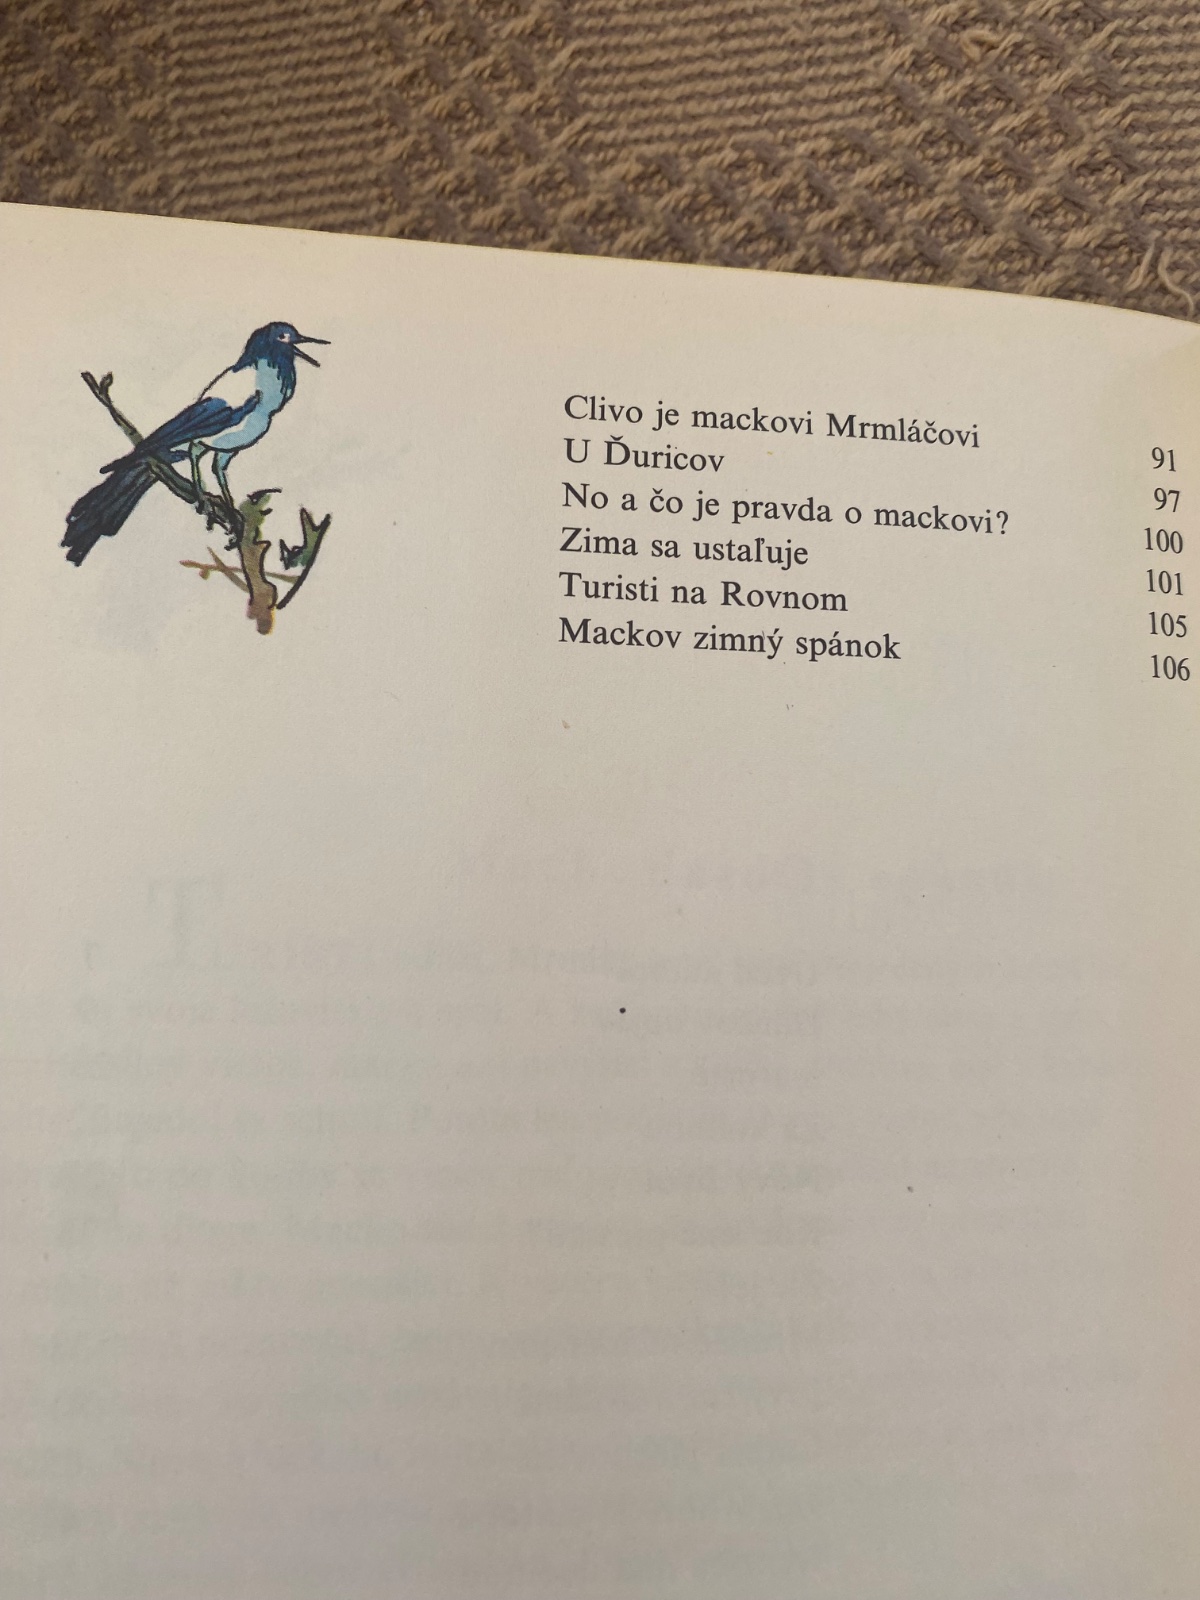 Clivo je mackovi Mrmláčovi 91
U Ďuricov 97
No a čo je pravda o mackovi? 100
Zima sa ustaľuje 101
Turisti na Rovnom 105
Mackov zimný spánok 106